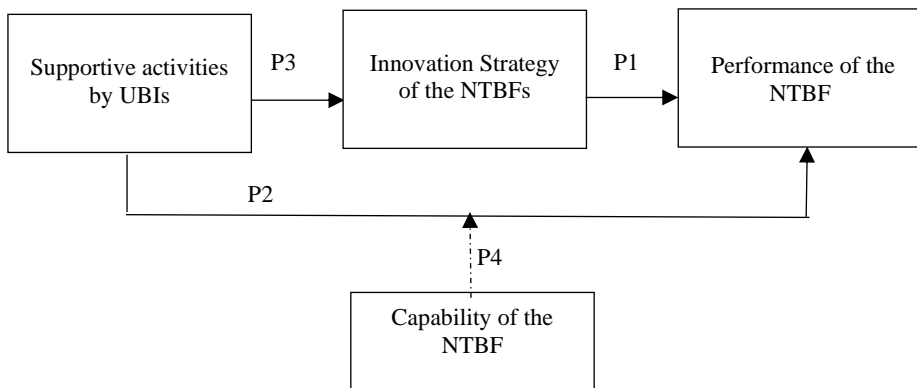 Supportive activities
by UBIs
P3
Innovation Strategy
of the NTBFs
P1
Performance of the
NTBF
P2
P4
Capability of the
NTBF